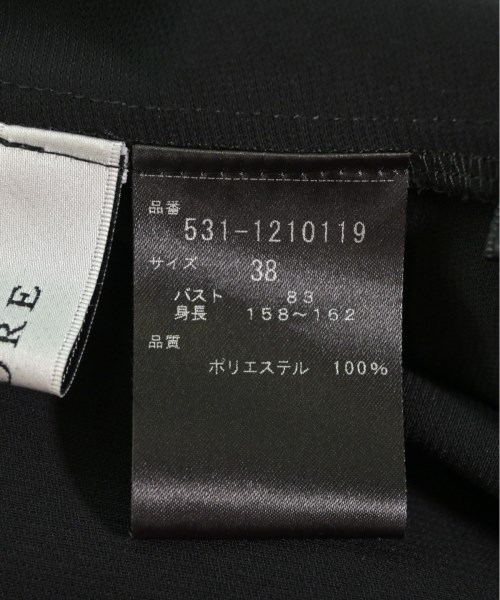 品番
531-1210119
サイズ 38
バスト 83
身長 158~162
品質
ポリエステル 100%
ORE